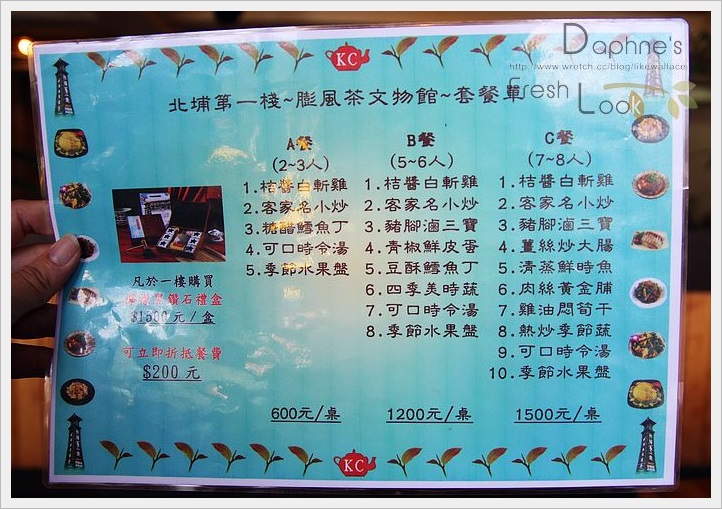 Daphne's
http://www.wretch.cc/blog/likewallace
Fresh Look
KC
北埔第一棧~膨風茶文物館~套餐單
A餐
(2~3人)
1.桔醬白斬雞
2.客家名小炒
3.糖醋鱈魚丁
4.可口時令湯
5.季節水果盤
600元/桌
B餐
(5~6人)
1.桔醬白斬雞
2.客家名小炒
3.豬腳滷三寶
4.青椒鮮皮蛋
5.豆酥鱈魚丁
6.四季美時蔬
7.可口時令湯
8.季節水果盤
1200元/桌
C餐
(7~8人)
1.桔醬白斬雞
2.客家名小炒
3.豬腳滷三寶
4.薑絲炒大腸
5.清蒸鮮時魚
6.肉絲黃金脯
7.雞油悶筍干
8.熱炒季節蔬
9.可口時令湯
10.季節水果盤
1500元/桌
凡於一樓購買
鑽石禮盒
$1500元/盒
可立即折抵餐費
$200元
KC